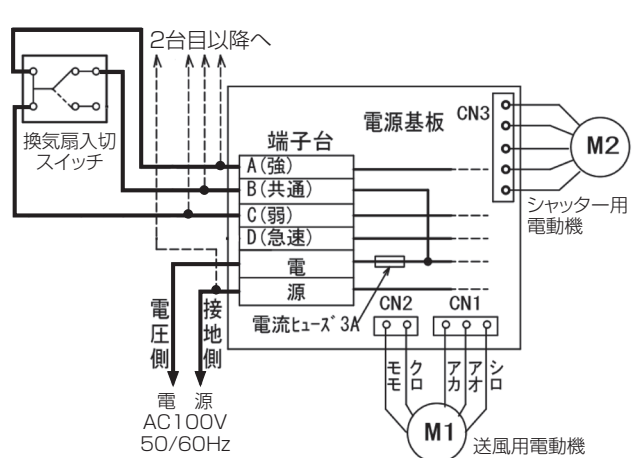 2台目以降へ
換気扇入切
スイッチ
端子台
A(強)
B(共通)
C(弱)
D(急速)
電
源
電源基板
CN3
M2
シャッター用
電動機
電流ﾋｭｰｽﾞ3A
CN2
CN1
モモ
クロ
アカ
アオ
シロ
M1
送風用電動機
電圧側
接地側
電 源
AC100V
50/60Hz